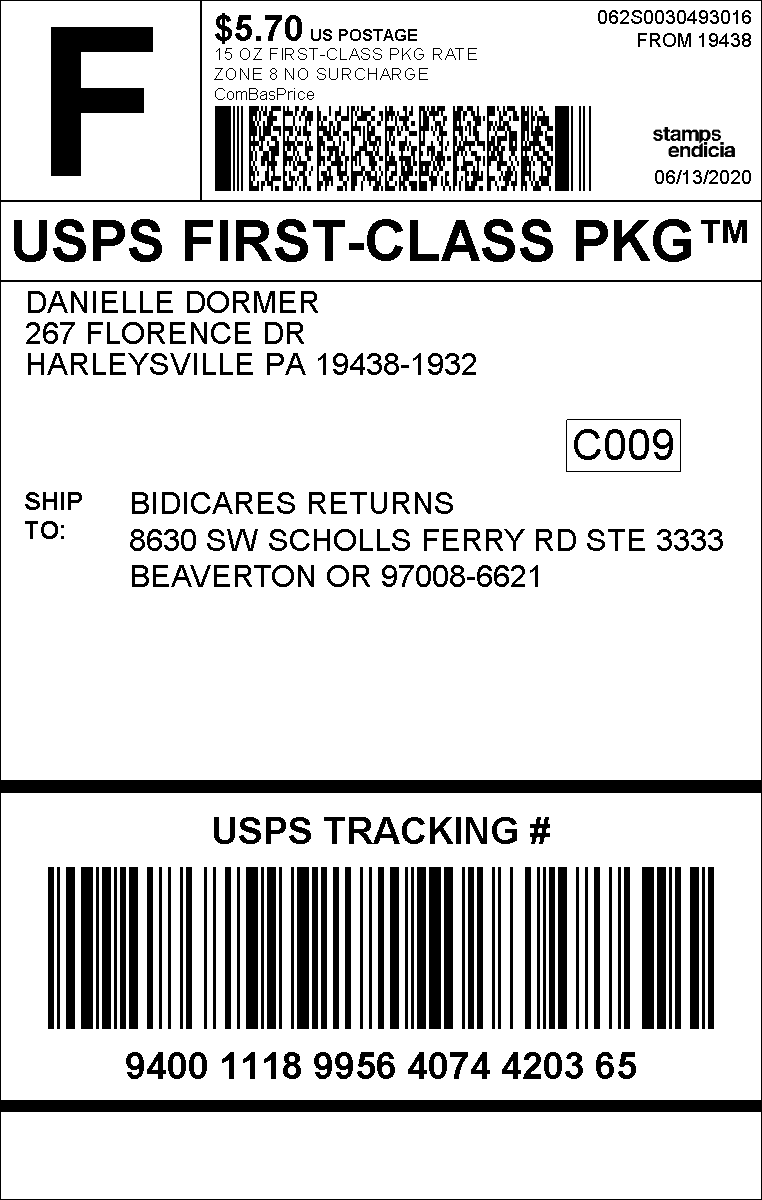 F
$5.70 US POSTAGE
15 OZ FIRST-CLASS PKG RATE
ZONE 8 NO SURCHARGE
ComBasPrice
062S0030493016
FROM 19438
stamps
endicia
06/13/2020
USPS FIRST-CLASS PKG™
DANIELLE DORMER
267 FLORENCE DR
HARLEYSVILLE PA 19438-1932
C009
SHIP
TO:
BIDICARES RETURNS
8630 SW SCHOLLS FERRY RD STE 3333
BEAVERTON OR 97008-6621
USPS TRACKING #
9400 1118 9956 4074 4203 65